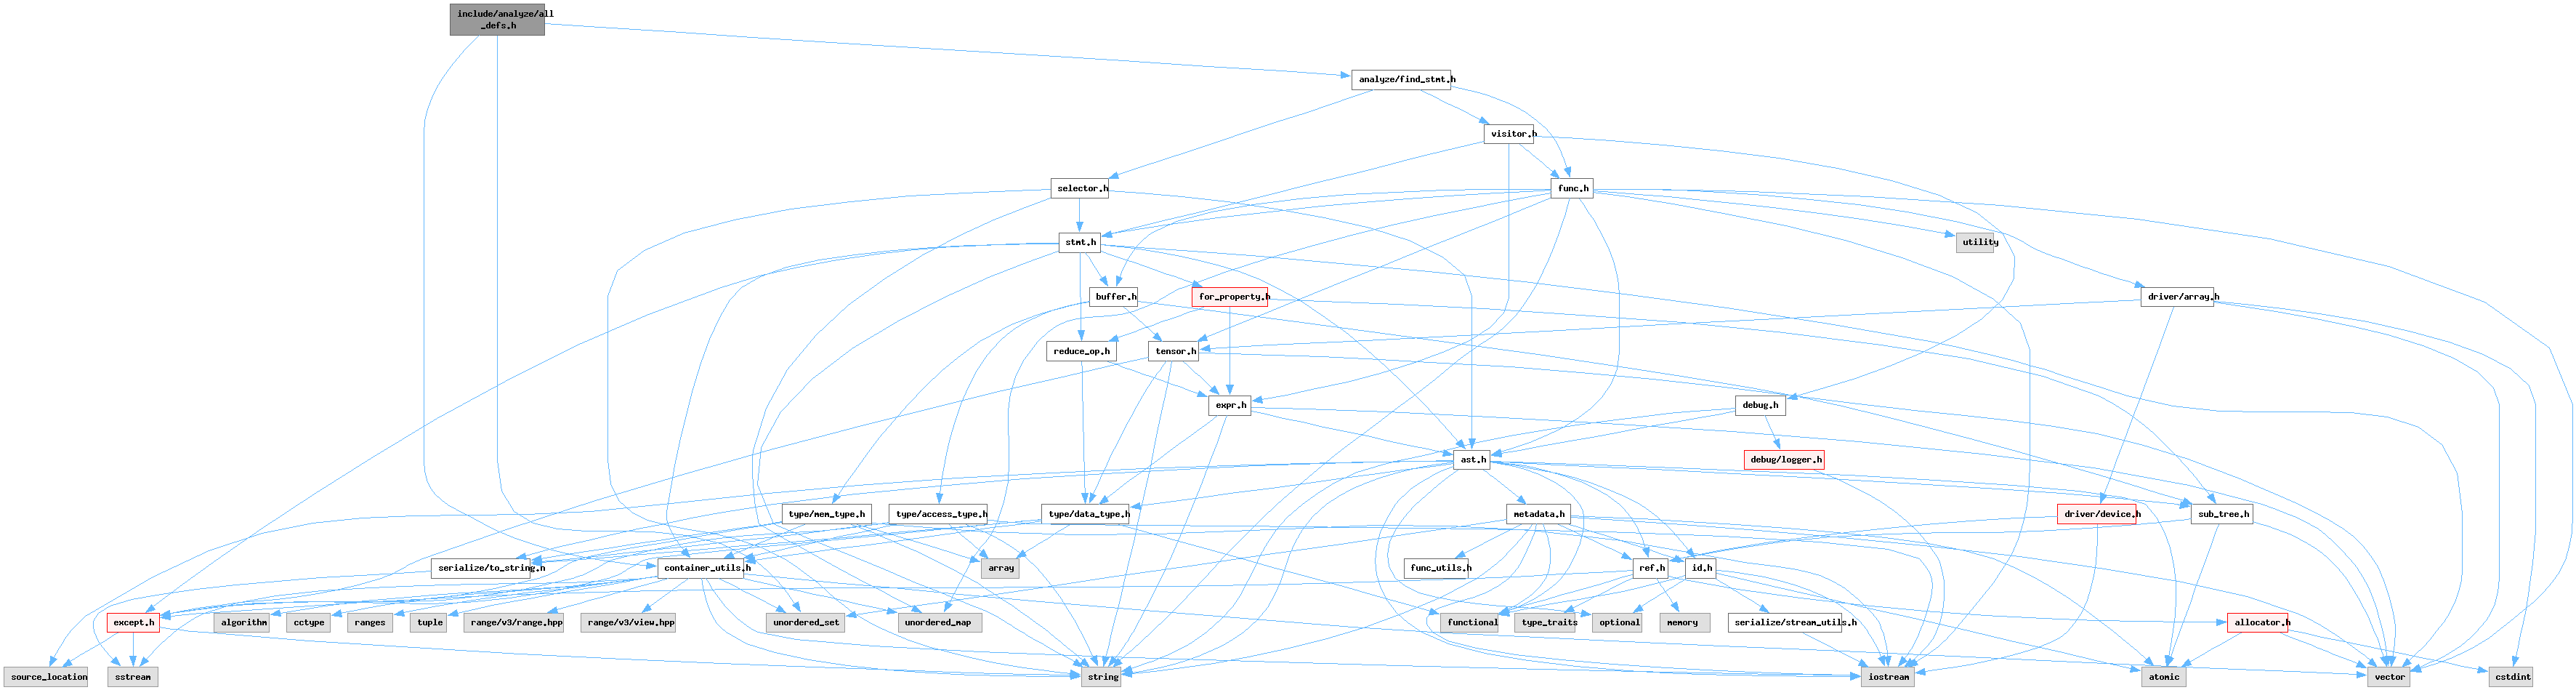 include/analyze/all
_defs.h
analyze/find_stmt.h
visitor.h
selector.h
func.h
stmt.h
utility
buffer.h
for_property.h
driver/array.h
reduce_op.h
tensor.h
expr.h
debug.h
ast.h
debug/logger.h
type/mem_type.h
type/access_type.h
type/data_type.h
metadata.h
driver/device.h
sub_tree.h
serialize/to_string.h
container_utils.h
array
func_utils.h
ref.h
id.h
except.h
algorithm
cctype
ranges
tuple
range/v3/range.hpp
range/v3/view.hpp
unordered_set
unordered_map
functional
type_traits
optional
memory
serialize/stream_utils.h
allocator.h
source_location
sstream
string
iostream
atomic
vector
cstdint